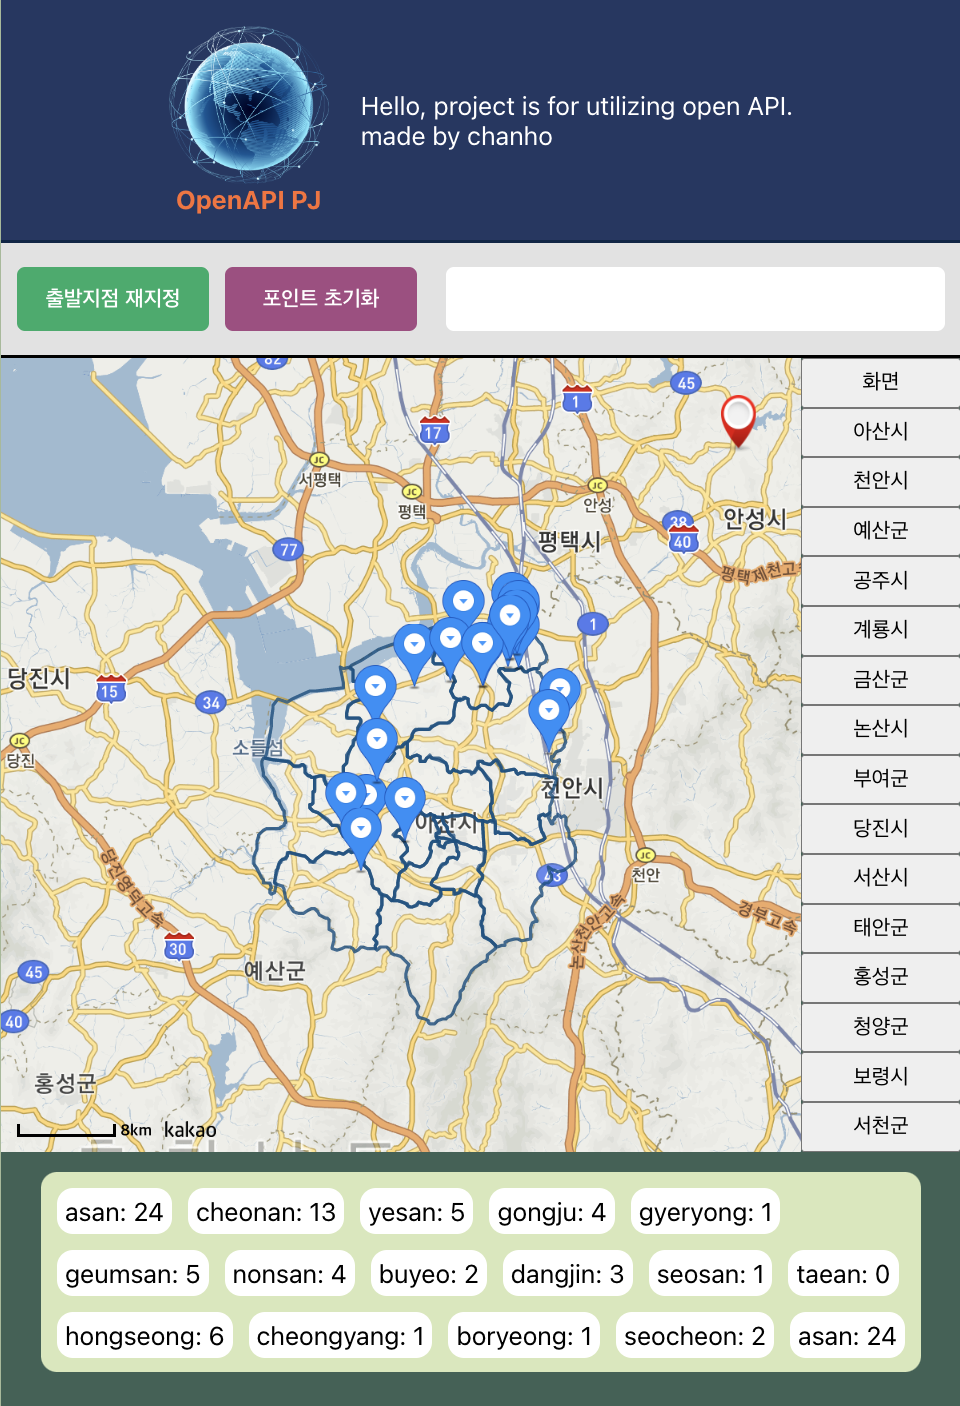 Hello, project is for utilizing open API.
made by chanho
OpenAPI PJ
출발지점 재지정
포인트 초기화
82
45
1
17
JC
서평택
JC
평택
JC
안성
안성시
40
평택시
77
평택제천고속
1
당진시
15
34
JC
당진
소들섬
천안시
아산시
43
JC
천안
당진영덕고속
논산천안고속
경부고속
30
45
예산군
40
홍성군
8km kakao
화면
아산시
천안시
예산군
공주시
계룡시
금산군
논산시
부여군
당진시
서산시
태안군
홍성군
청양군
보령시
서천군
asan: 24 cheonan: 13 yesan: 5 gongju: 4 gyeryong: 1
geumsan: 5 nonsan: 4 buyeo: 2 dangjin: 3 seosan: 1 taean: 0
hongseong: 6 cheongyang: 1 boryeong: 1 seocheon: 2 asan: 24